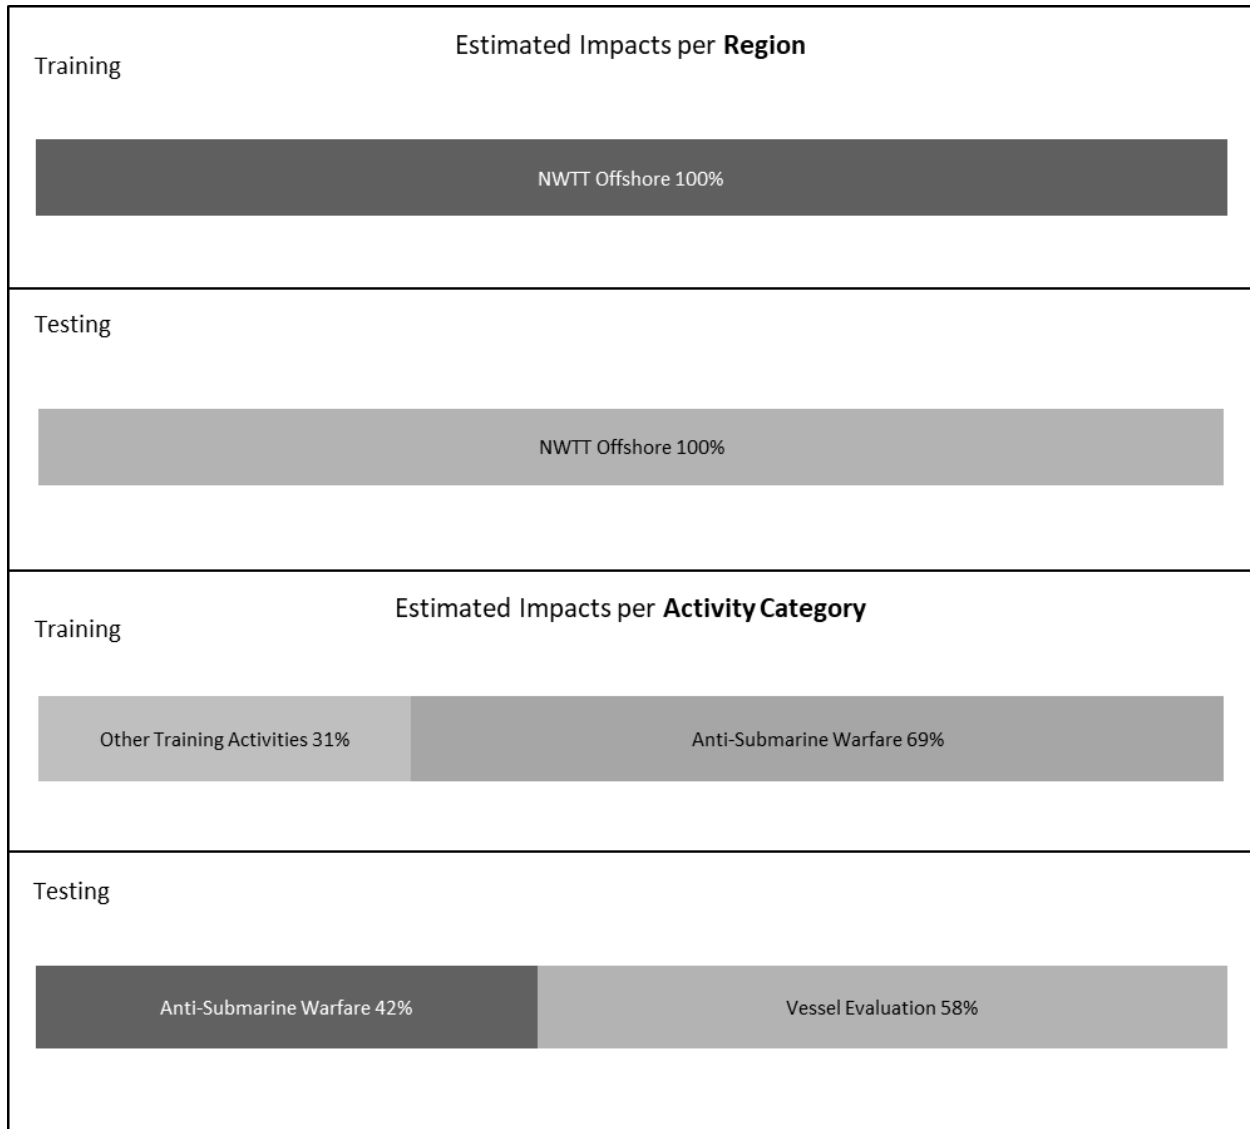 Estimated Impacts per Region
Training
NWTT Offshore 100%
Testing
NWTT Offshore 100%
Estimated Impacts per Activity Category
Training
Other Training Activities 31%
Anti-Submarine Warfare 69%
Testing
Anti-Submarine Warfare 42%
Vessel Evaluation 58%